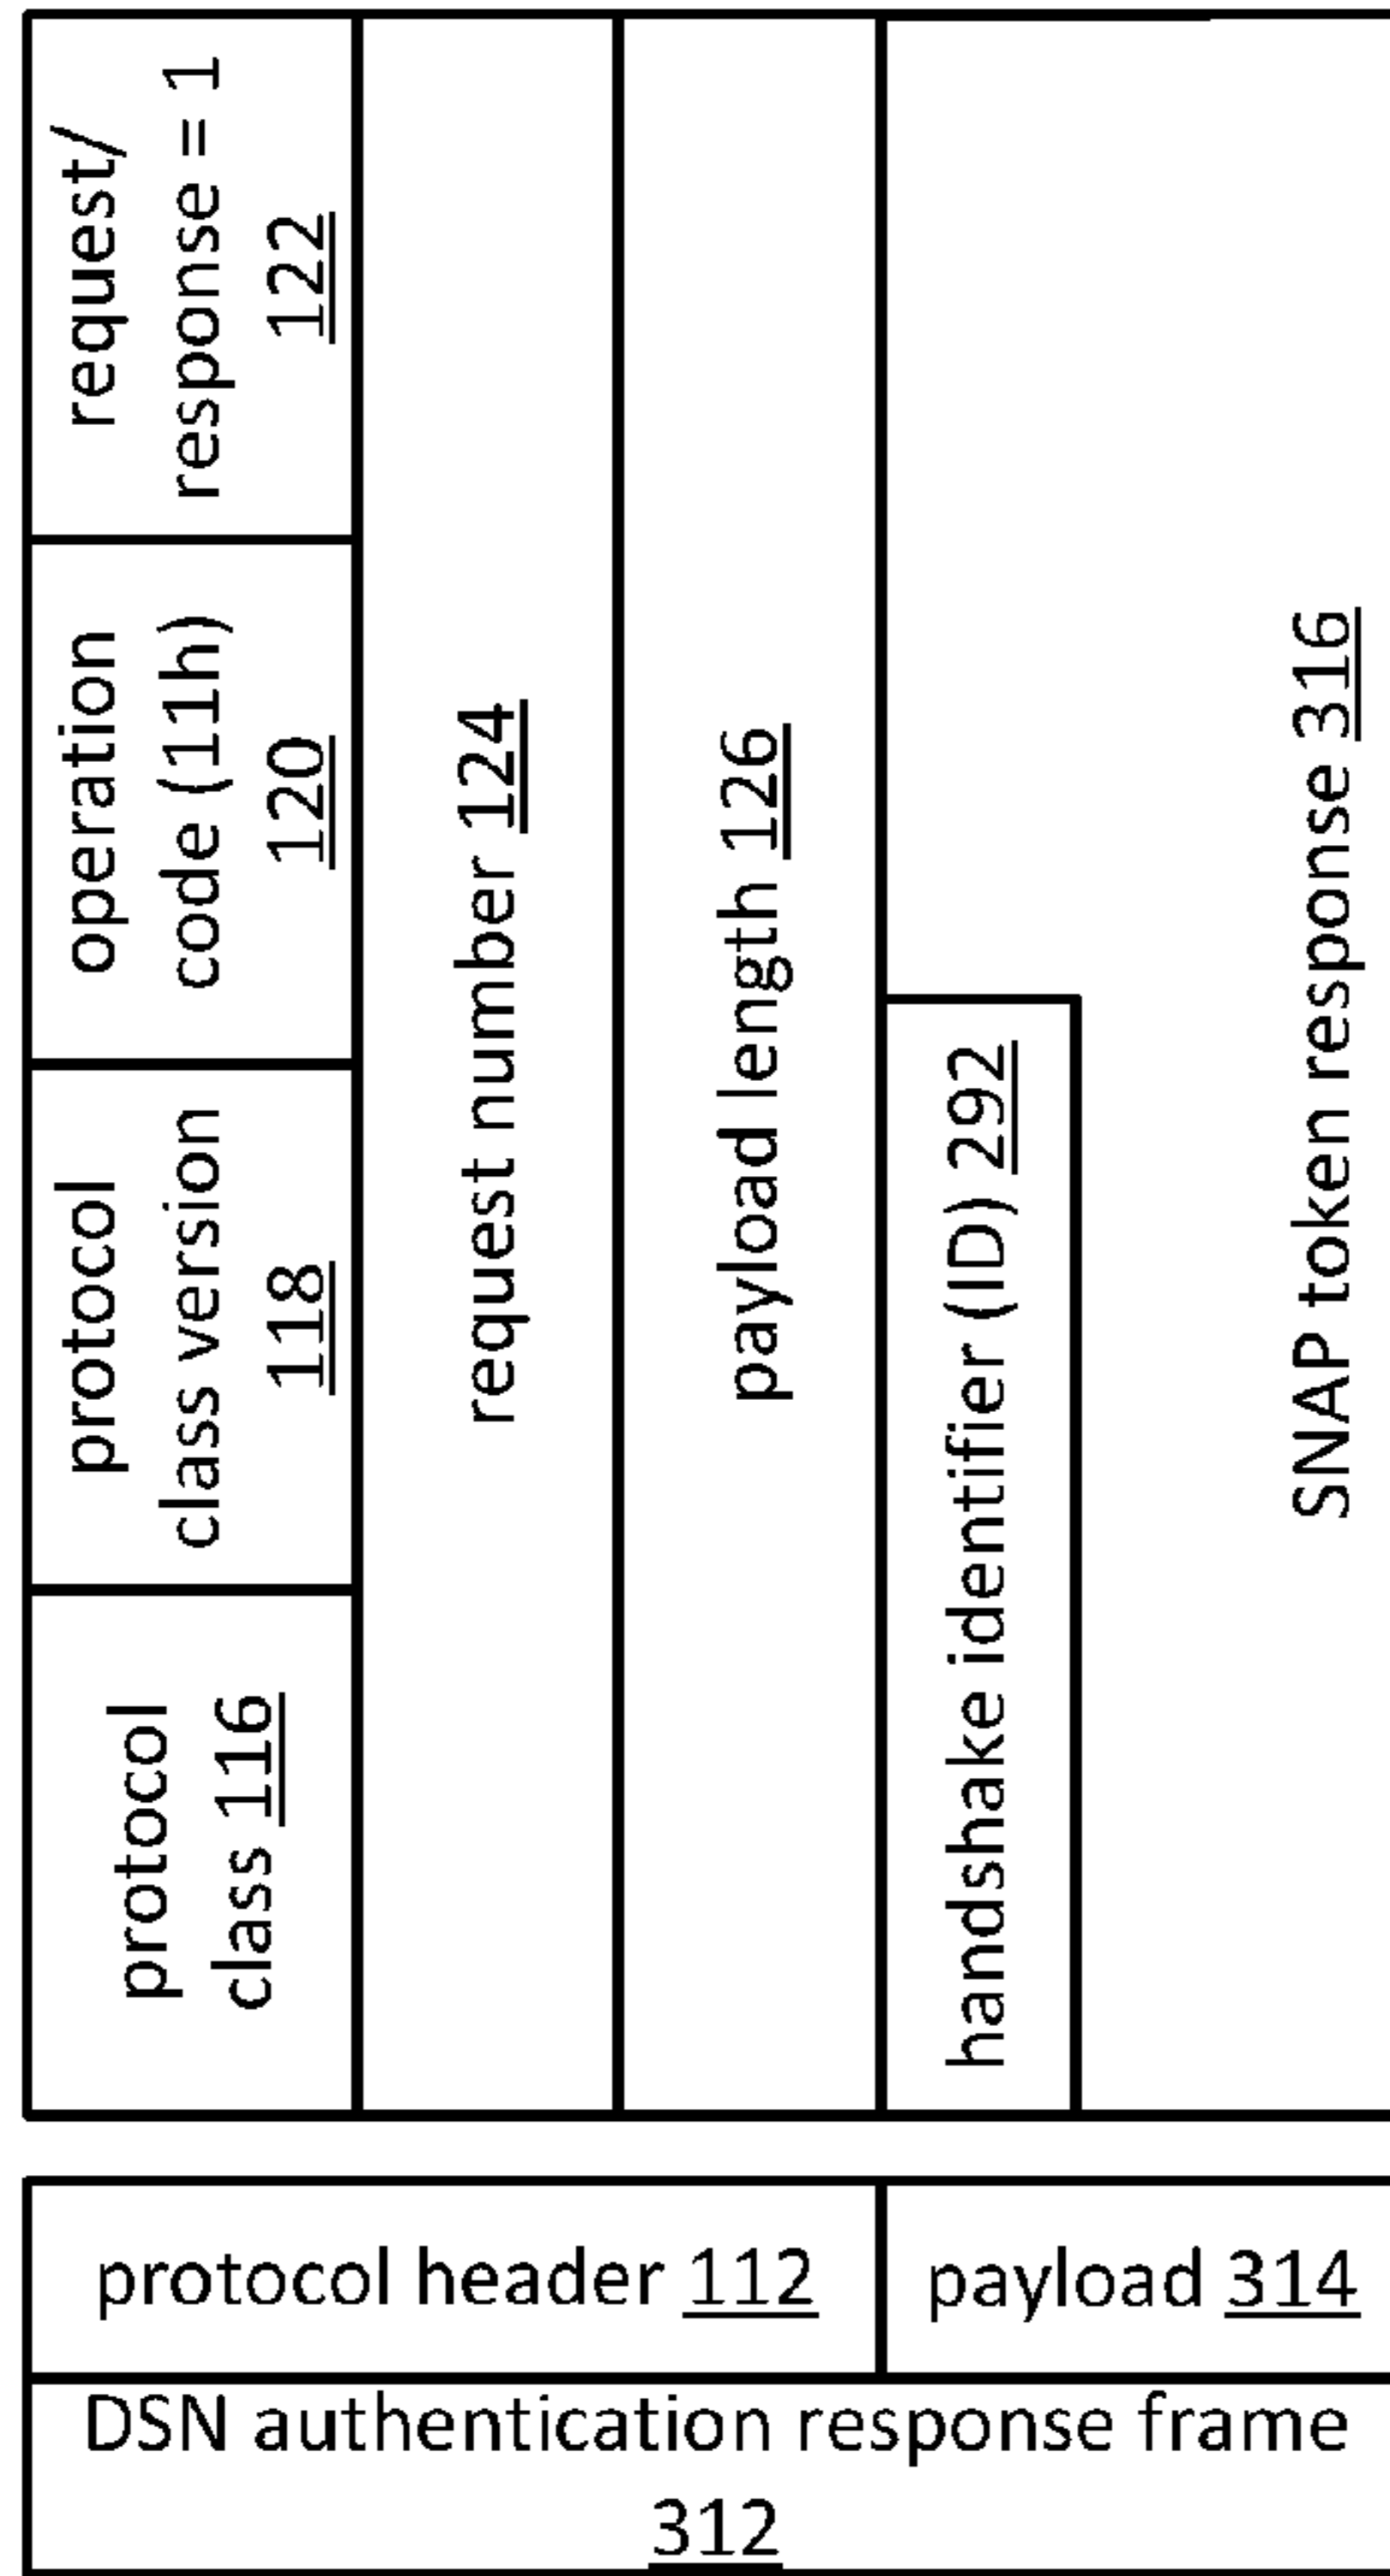 protocol
class 116
protocol
class version
118
operation
code (11h)
120
request/
response = 1
122
request number 124
payload length 126
handshake identifier (ID) 292
SNAP token response 316
protocol header 112
payload 314
DSN authentication response frame
312